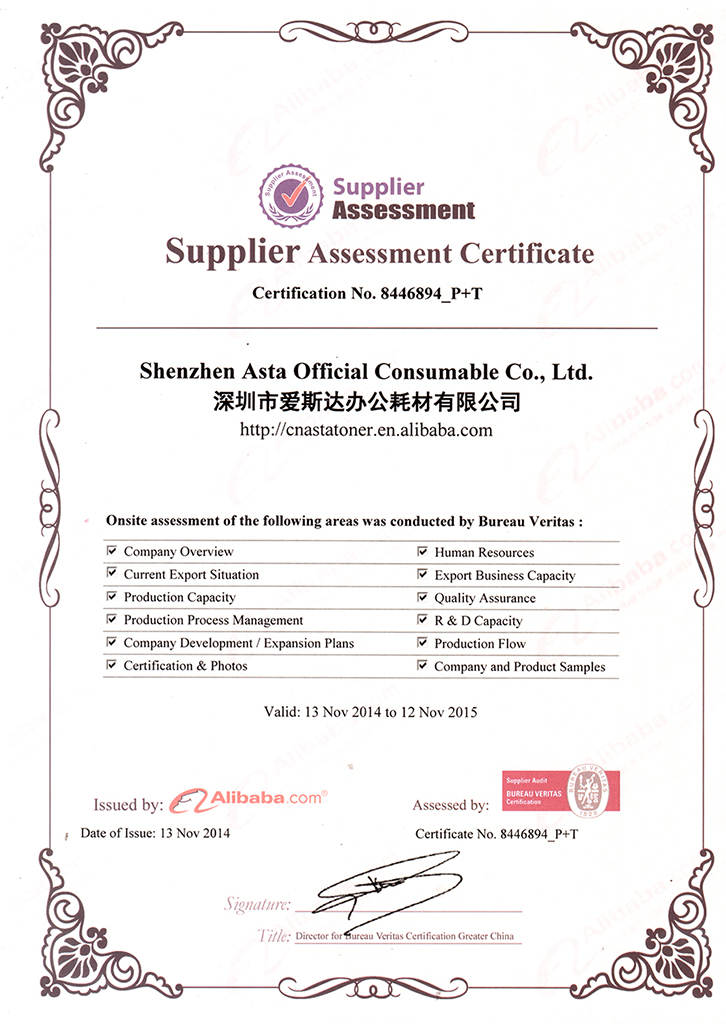 Supplier Assessment
Supplier
Assessment
Supplier Assessment Certificate
Certification No. 8446894_P+T
Shenzhen Asta Official Consumable Co., Ltd.
深圳市爱斯达办公耗材有限公司
http://cnastatoner.en.alibaba.com
Onsite assessment of the following areas was conducted by Bureau Veritas :
Company Overview
Human Resources
Current Export Situation
Export Business Capacity
Production Capacity
Quality Assurance
Production Process Management
R & D Capacity
Company Development / Expansion Plans
Production Flow
Certification & Photos
Company and Product Samples
Valid: 13 Nov 2014 to 12 Nov 2015
Issued by: Alibaba.com®
Assessed by:
Supplier Audit
BUREAU VERITAS
Certification
BUREAU VERITAS
1828
Date of Issue: 13 Nov 2014
Certificate No. 8446894_P+T
Signature:
Title: Director for Bureau Veritas Certification Greater China